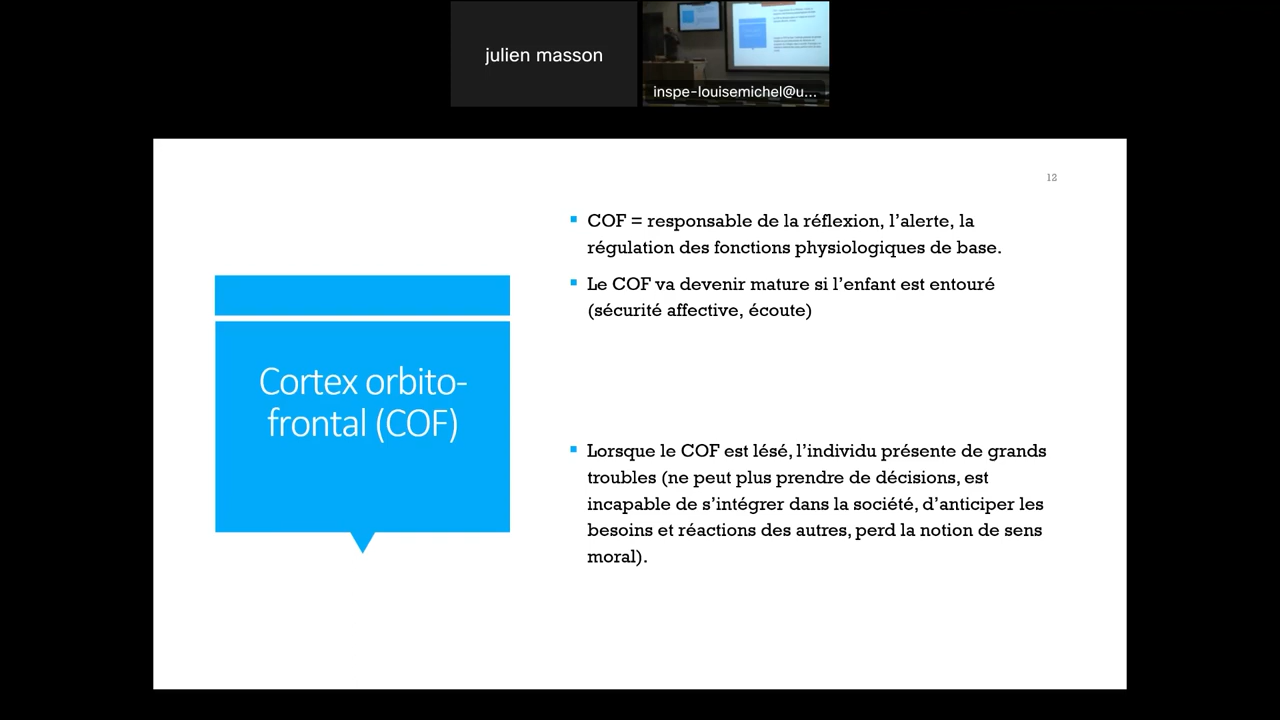 julien masson
inspe-louisemichel@u...
12
COF = responsable de la réflexion, l’alerte, la
régulation des fonctions physiologiques de base.
Le COF va devenir mature si l’enfant est entouré
(sécurité affective, écoute)
Cortex orbito-
frontal (COF)
Lorsque le COF est lésé, l’individu présente de grands
troubles (ne peut plus prendre de décisions, est
incapable de s’intégrer dans la société, d’anticiper les
besoins et réactions des autres, perd la notion de sens
moral).